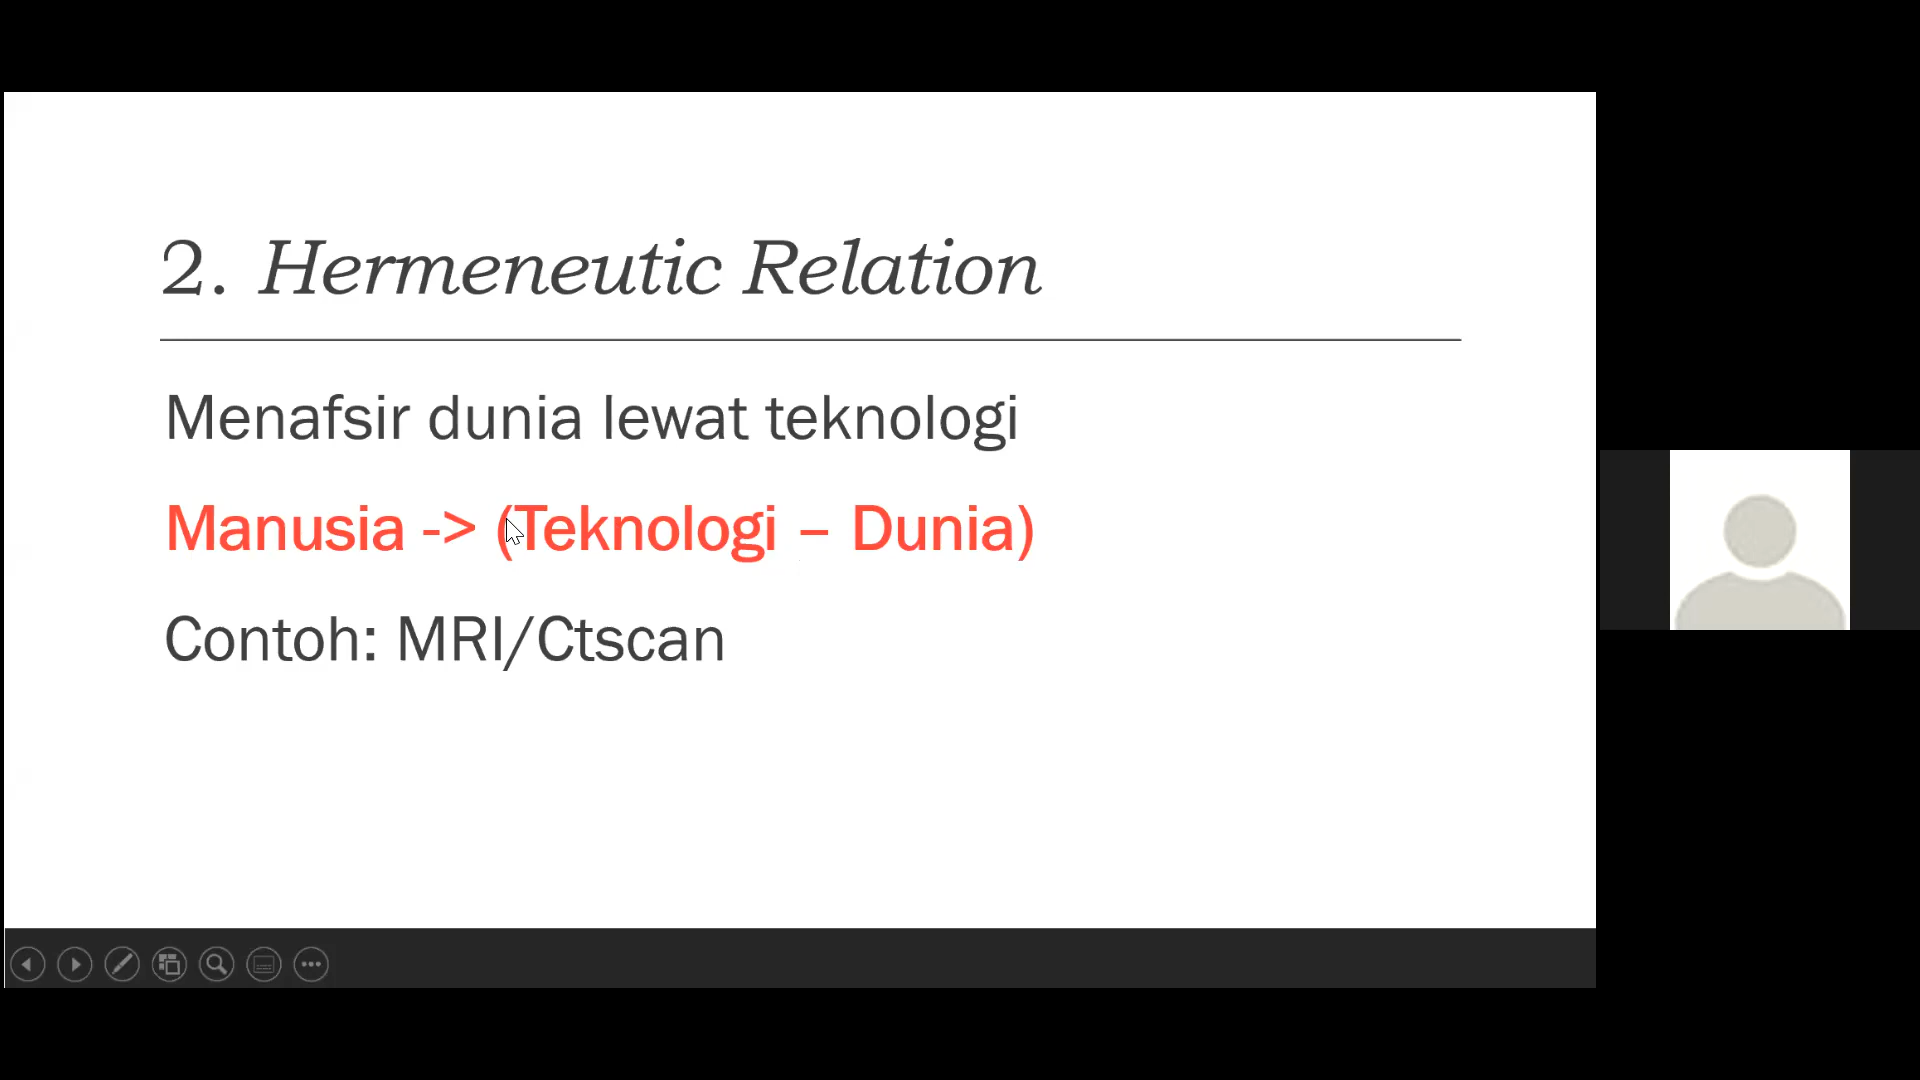 2. Hermeneutic Relation
Menafsir dunia lewat teknologi
Manusia -> (Teknologi – Dunia)
Contoh: MRI/Ctscan